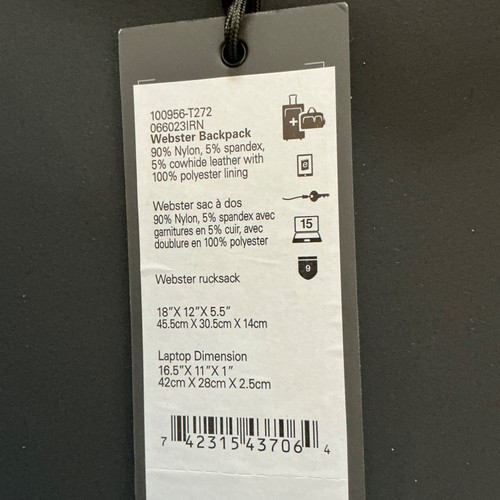 100956-T272
066023IRN
Webster Backpack
90% Nylon, 5% spandex,
5% cowhide leather with
100% polyester lining
Webster sac à dos
90% Nylon, 5% spandex avec
garnitures en 5% cuir, avec
doublure en 100% polyester
15
9
Webster rucksack
18"X 12"X 5.5"
45.5cm X 30.5cm X 14cm
Laptop Dimension
16.5"X 11"X 1"
42cm X 28cm X 2.5cm
7 42315 43706 4